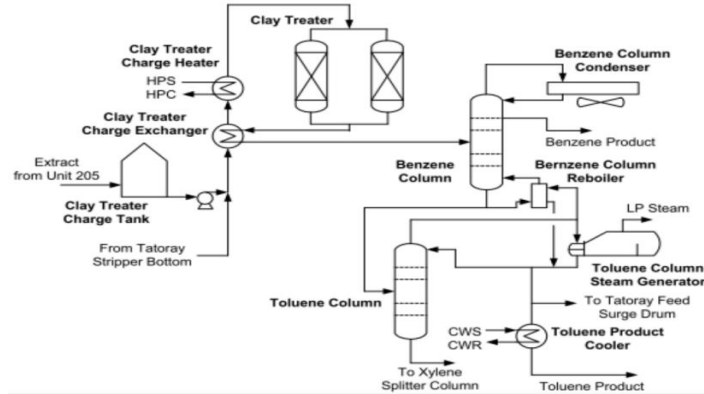 Clay Treater
Clay Treater
Charge Heater
HPS
HPC
Benzene Column
Condenser
Clay Treater
Charge Exchanger
Benzene Product
Extract
from Unit 205
Benzene
Column
Bernzene Column
Reboiler
Clay Treater
Charge Tank
LP Steam
From Tatoray
Stripper Bottom
Toluene Column
Steam Generator
Toluene Column
To Tatoray Feed
Surge Drum
CWS
CWR
Toluene Product
Cooler
To Xylene
Splitter Column
Toluene Product